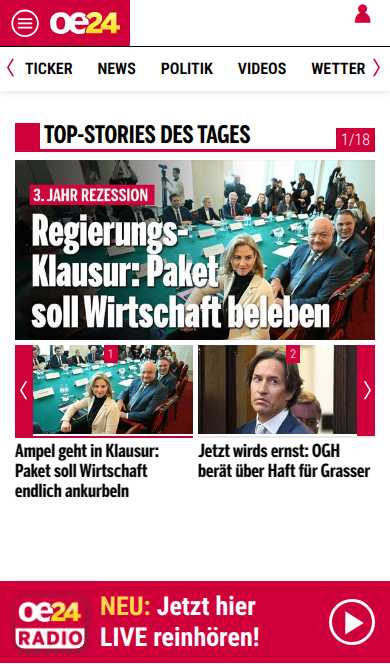 oe24
TICKER NEWS POLITIK VIDEOS WETTER
TOP-STORIES DES TAGES
1/18
3. JAHR REZESSION
Regierungs-
Klausur: Paket
soll Wirtschaft beleben
1
2
Ampel geht in Klausur:
Paket soll Wirtschaft
endlich ankurbeln
Jetzt wirds ernst: OGH
berät über Haft für Grasser
oe24
RADIO
NEU: Jetzt hier
LIVE reinhören!